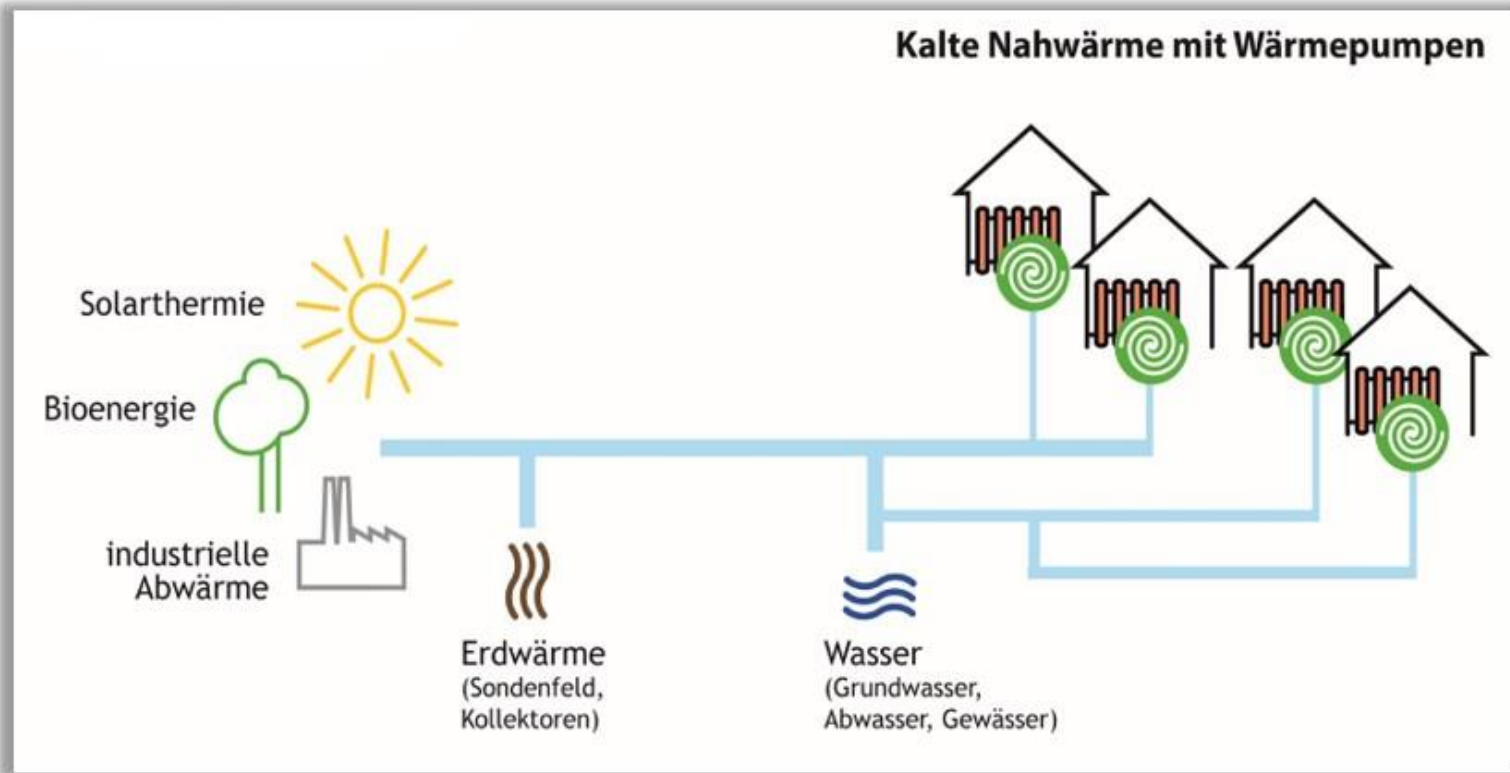 Kalte Nahwärme mit Wärmepumpen
Solarthermie
Bioenergie
industrielle
Abwärme
Erdwärme
(Sondenfeld,
Kollektoren)
Wasser
(Grundwasser,
Abwasser, Gewässer)